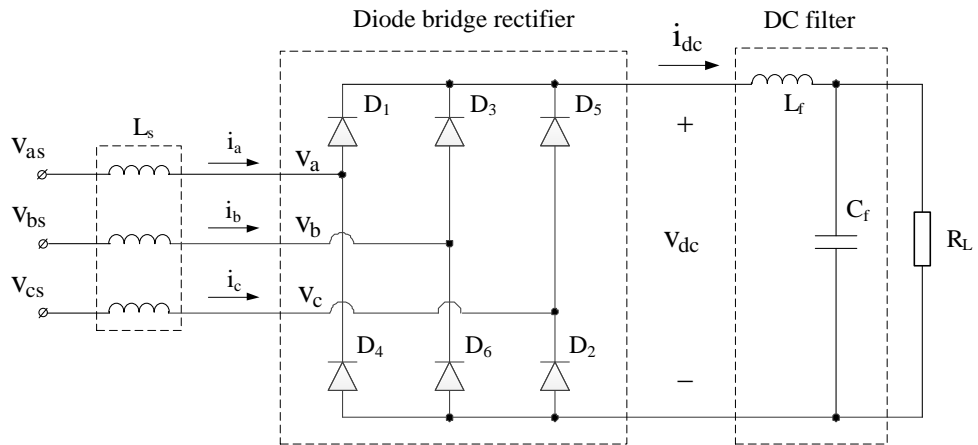 Diode bridge rectifier
DC filter
i_dc
L_s
D_1
D_3
D_5
L_f
+
v_as
i_a
v_a
v_bs
i_b
v_b
v_dc
C_f
R_L
v_cs
i_c
v_c
D_4
D_6
D_2
−